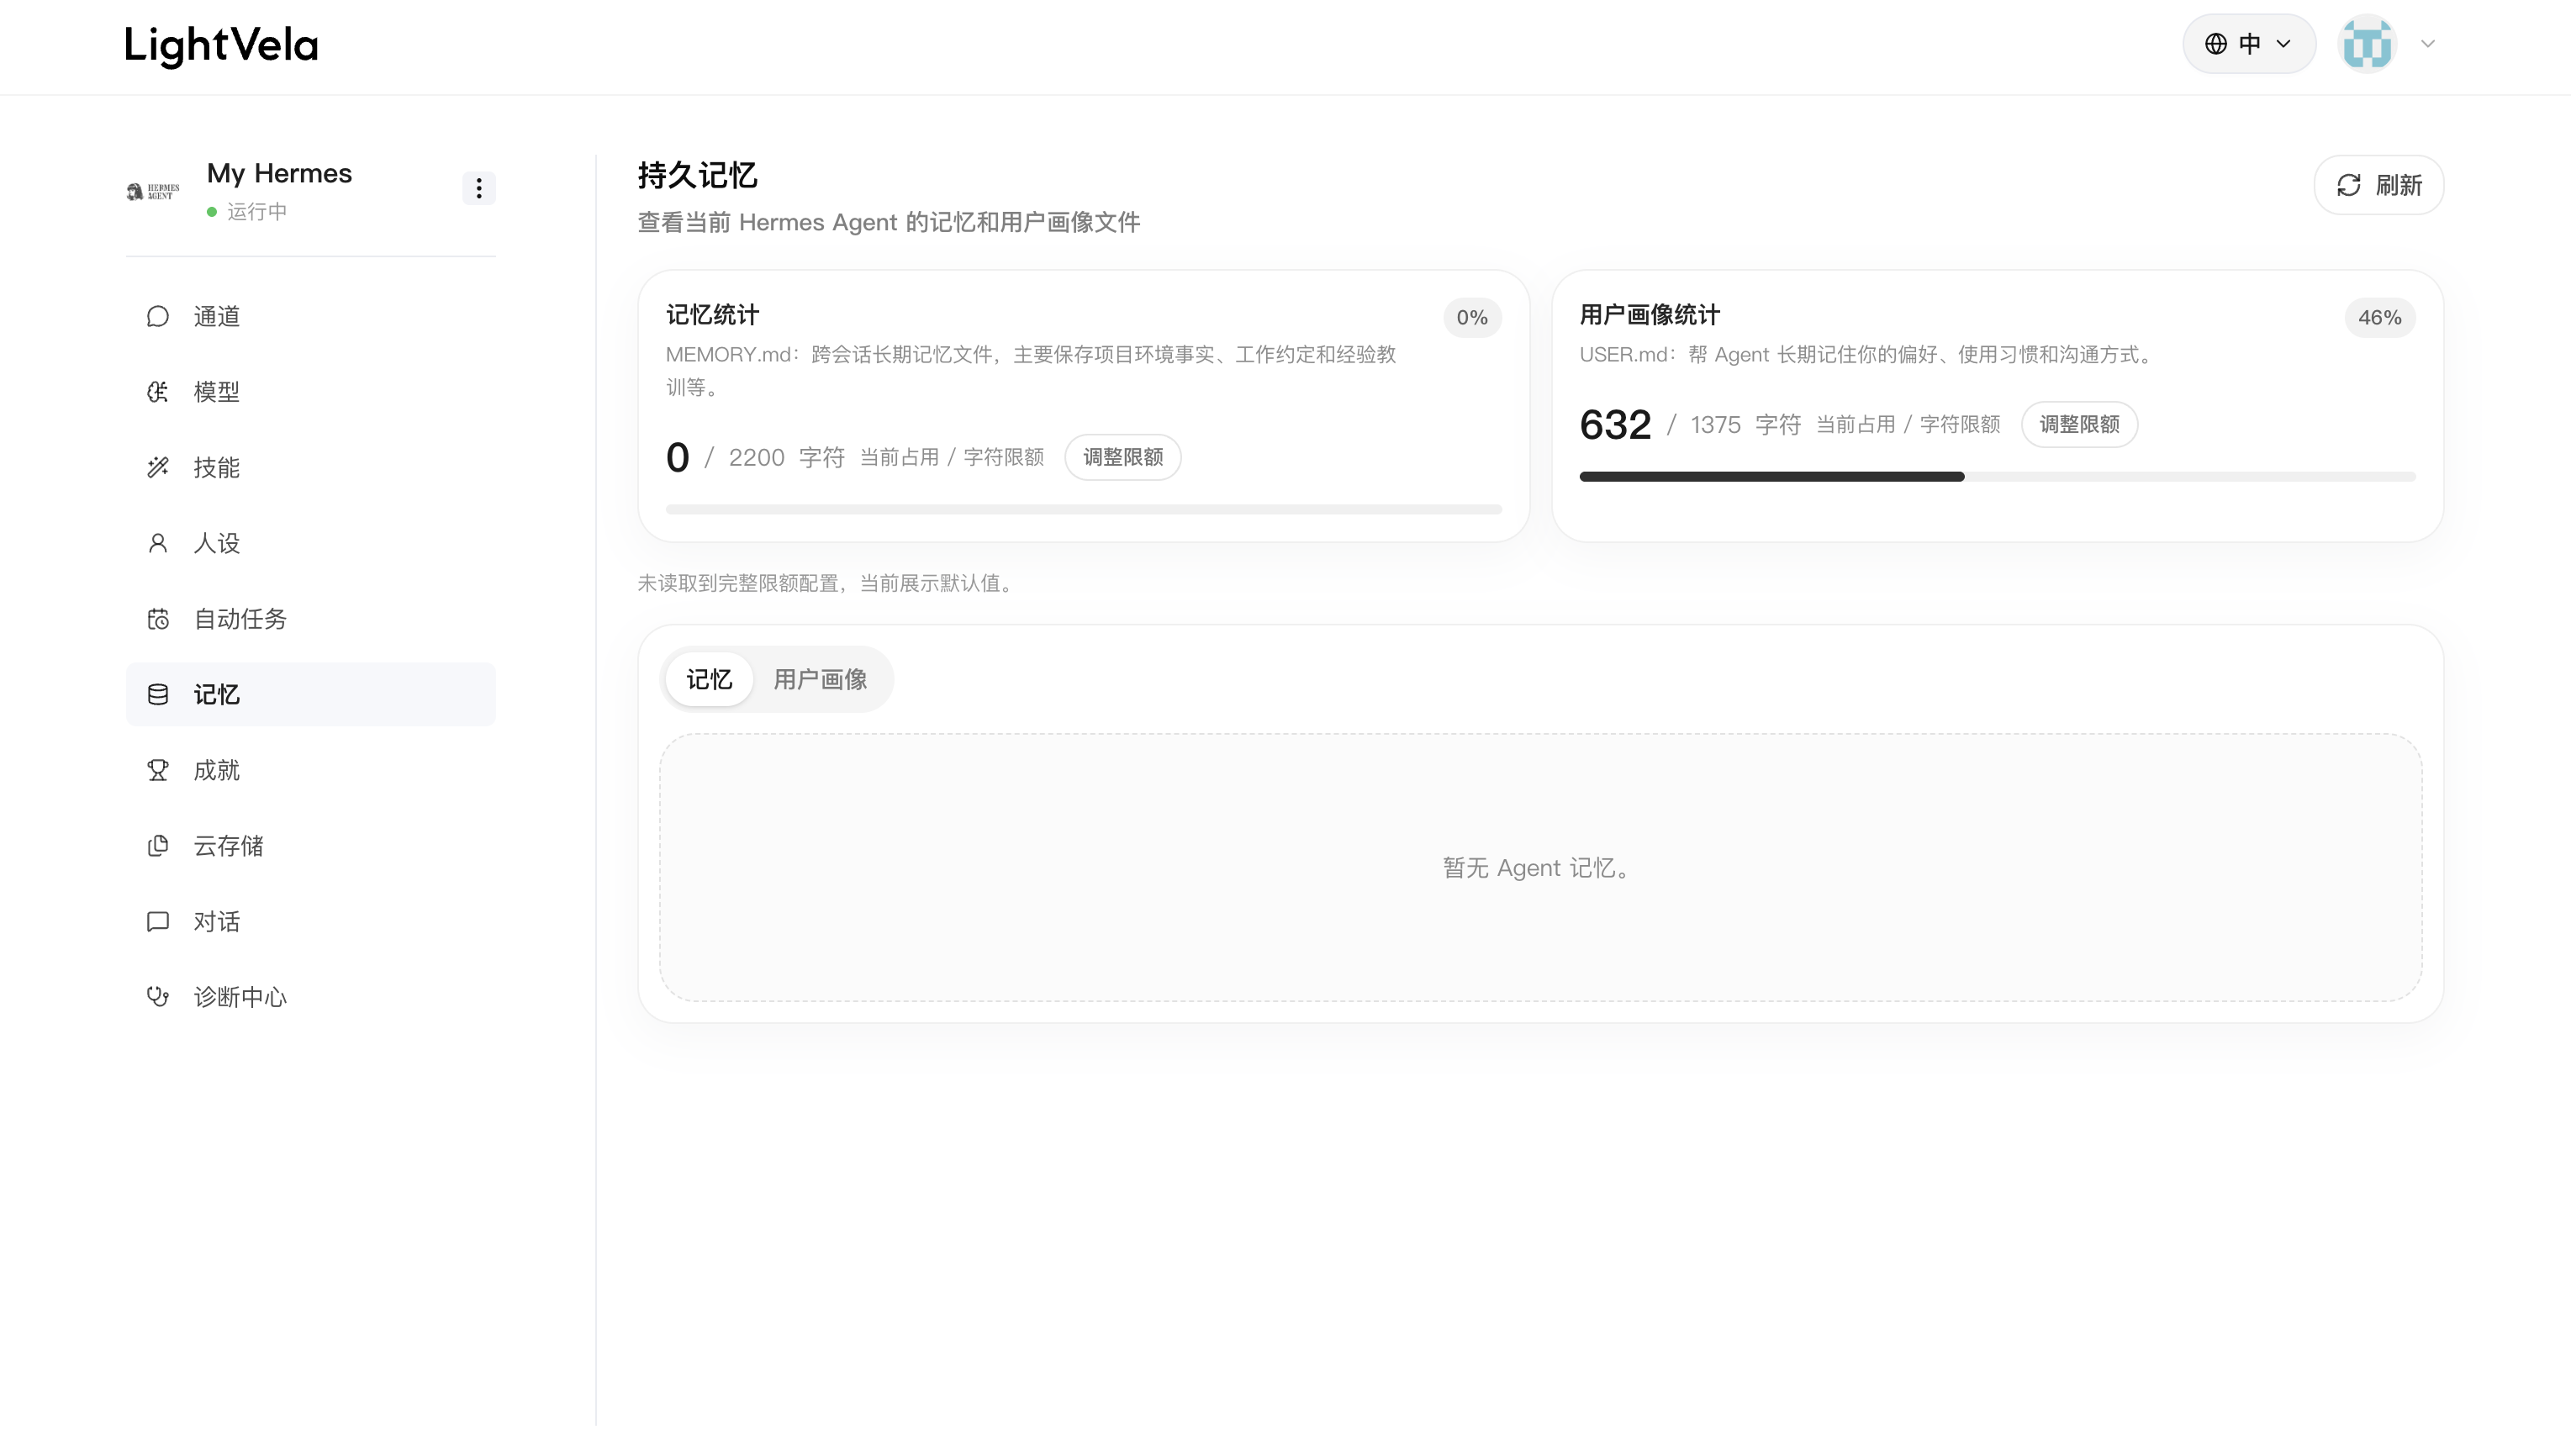 LightVela
中
My Hermes
HERMES
AGENT
运行中
通道
模型
技能
人设
自动任务
记忆
成就
云存储
对话
诊断中心
持久记忆
查看当前 Hermes Agent 的记忆和用户画像文件
刷新
记忆统计
0%
MEMORY.md：跨会话长期记忆文件，主要保存项目环境事实、工作约定和经验教
训等。
0 / 2200 字符 当前占用 / 字符限额 调整限额
用户画像统计
46%
USER.md：帮 Agent 长期记住你的偏好、使用习惯和沟通方式。
632 / 1375 字符 当前占用 / 字符限额 调整限额
未读取到完整限额配置，当前展示默认值。
记忆 用户画像
暂无 Agent 记忆。